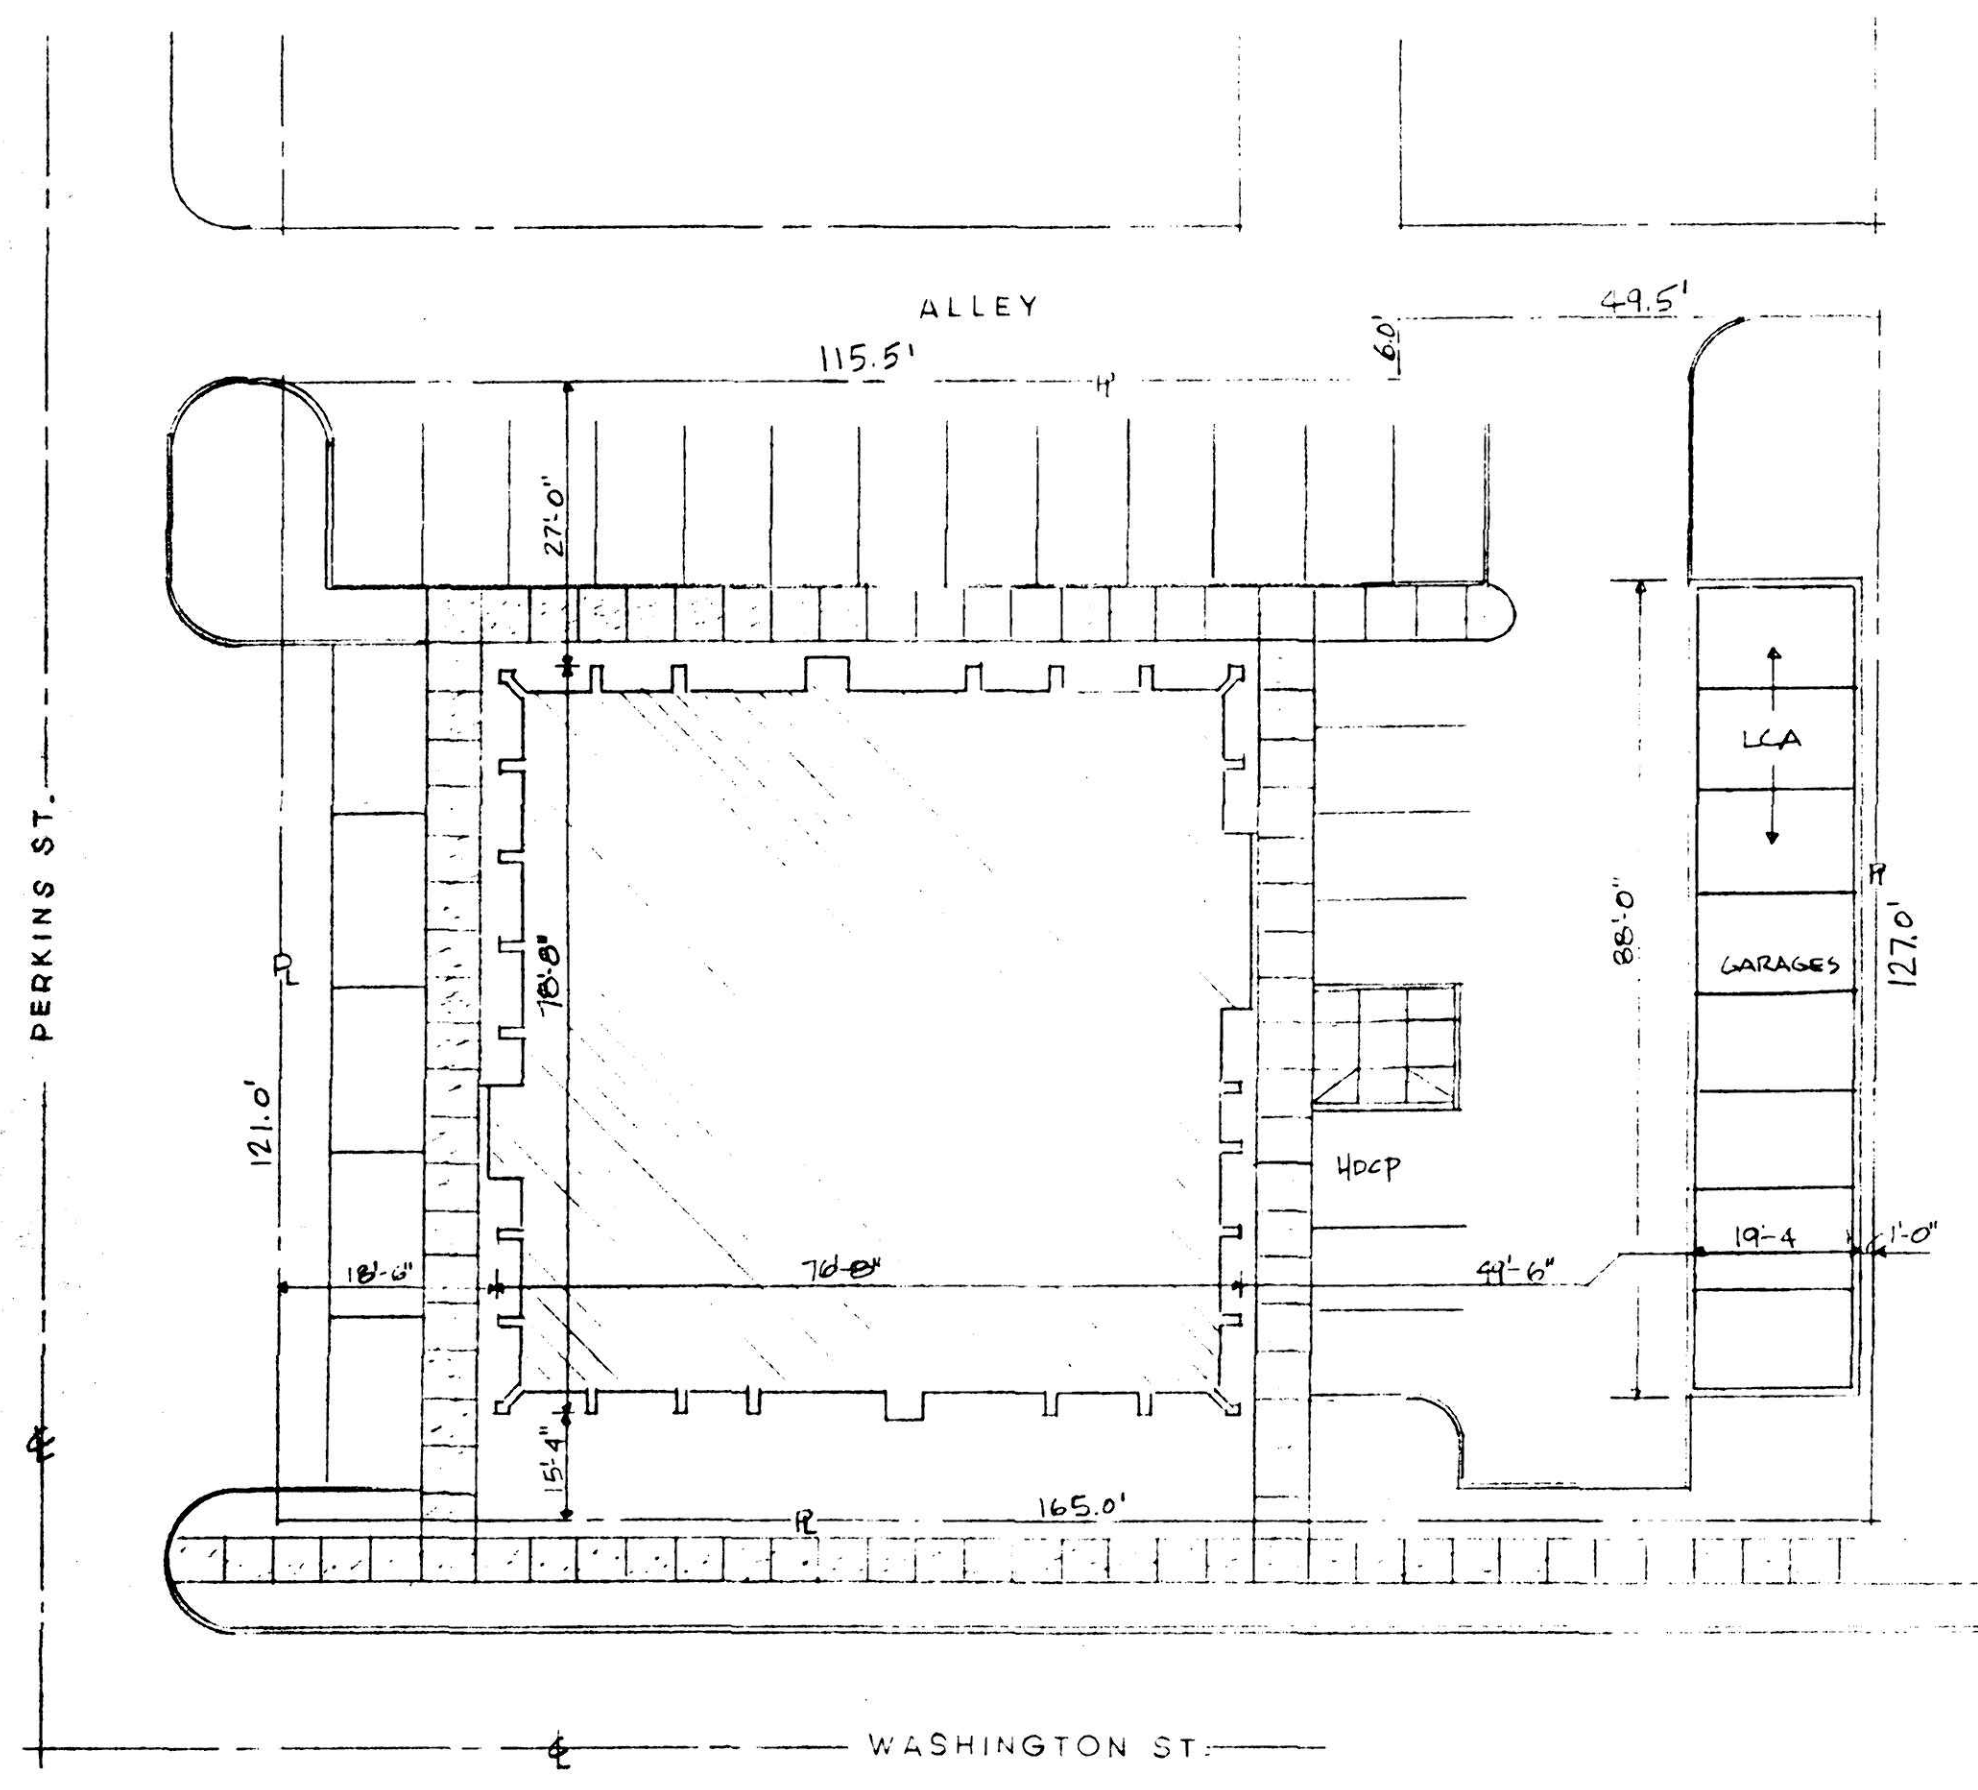 ALLEY
49.5'
6.0'
115.5'
27'-0"
LCA
PERKINS ST.
78'-8"
88'-0"
GARAGES
127.0'
PL
121.0'
HDCP
18'-6"
76'-8"
49'-6"
19'-4
1'-0"
15'-4"
PL
165.0'
WASHINGTON ST.